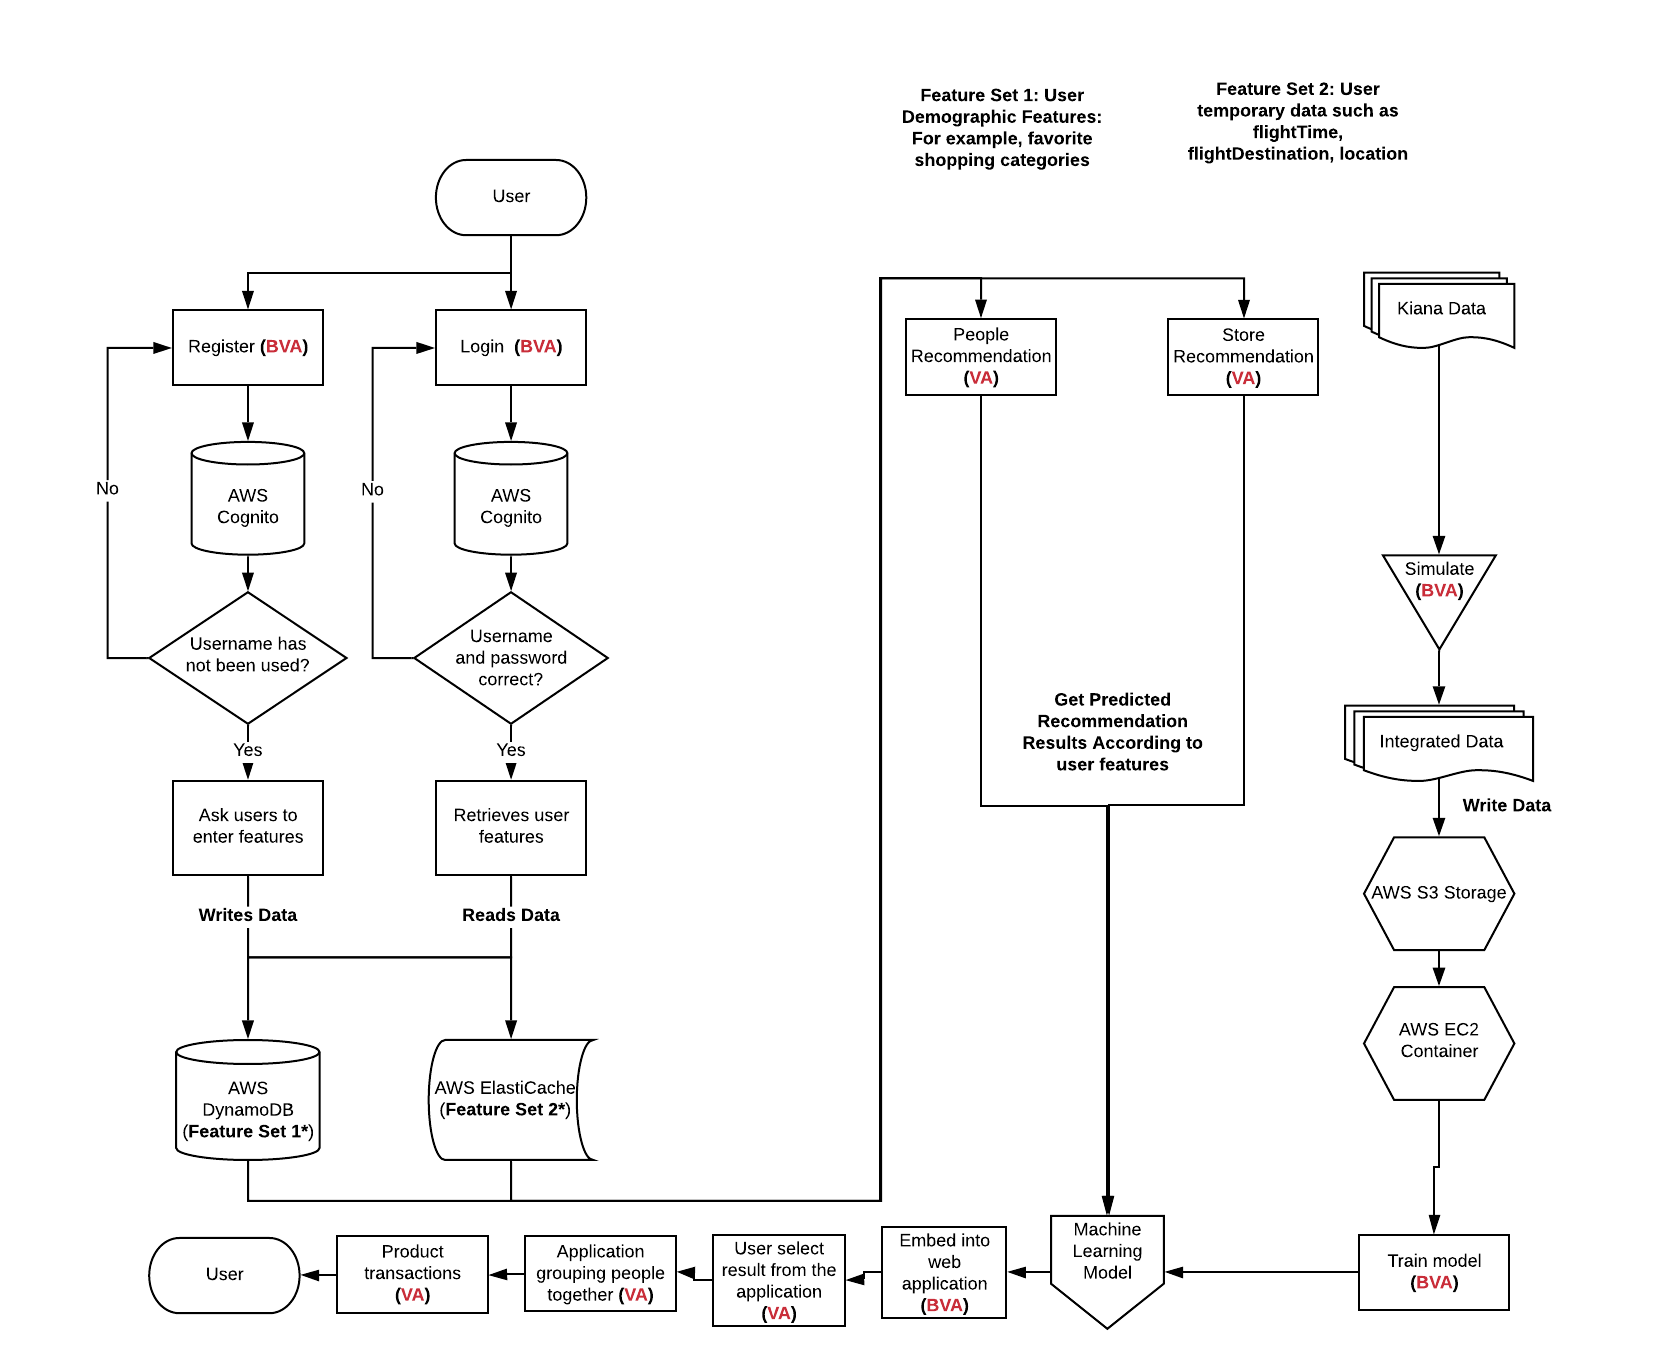 Feature Set 1: User
Demographic Features:
For example, favorite
shopping categories
Feature Set 2: User
temporary data such as
flightTime,
flightDestination, location
User
Register (BVA)
Login (BVA)
People
Recommendation
(VA)
Store
Recommendation
(VA)
Kiana Data
No
AWS
Cognito
No
AWS
Cognito
Simulate
(BVA)
Username has
not been used?
Username
and password
correct?
Get Predicted
Recommendation
Results According to
user features
Integrated Data
Yes
Yes
Write Data
Ask users to
enter features
Retrieves user
features
AWS S3 Storage
Writes Data
Reads Data
AWS EC2
Container
AWS
DynamoDB
(Feature Set 1*)
AWS ElastiCache
(Feature Set 2*)
User
Product
transactions
(VA)
Application
grouping people
together (VA)
User select
result from the
application
(VA)
Embed into
web
application
(BVA)
Machine
Learning
Model
Train model
(BVA)